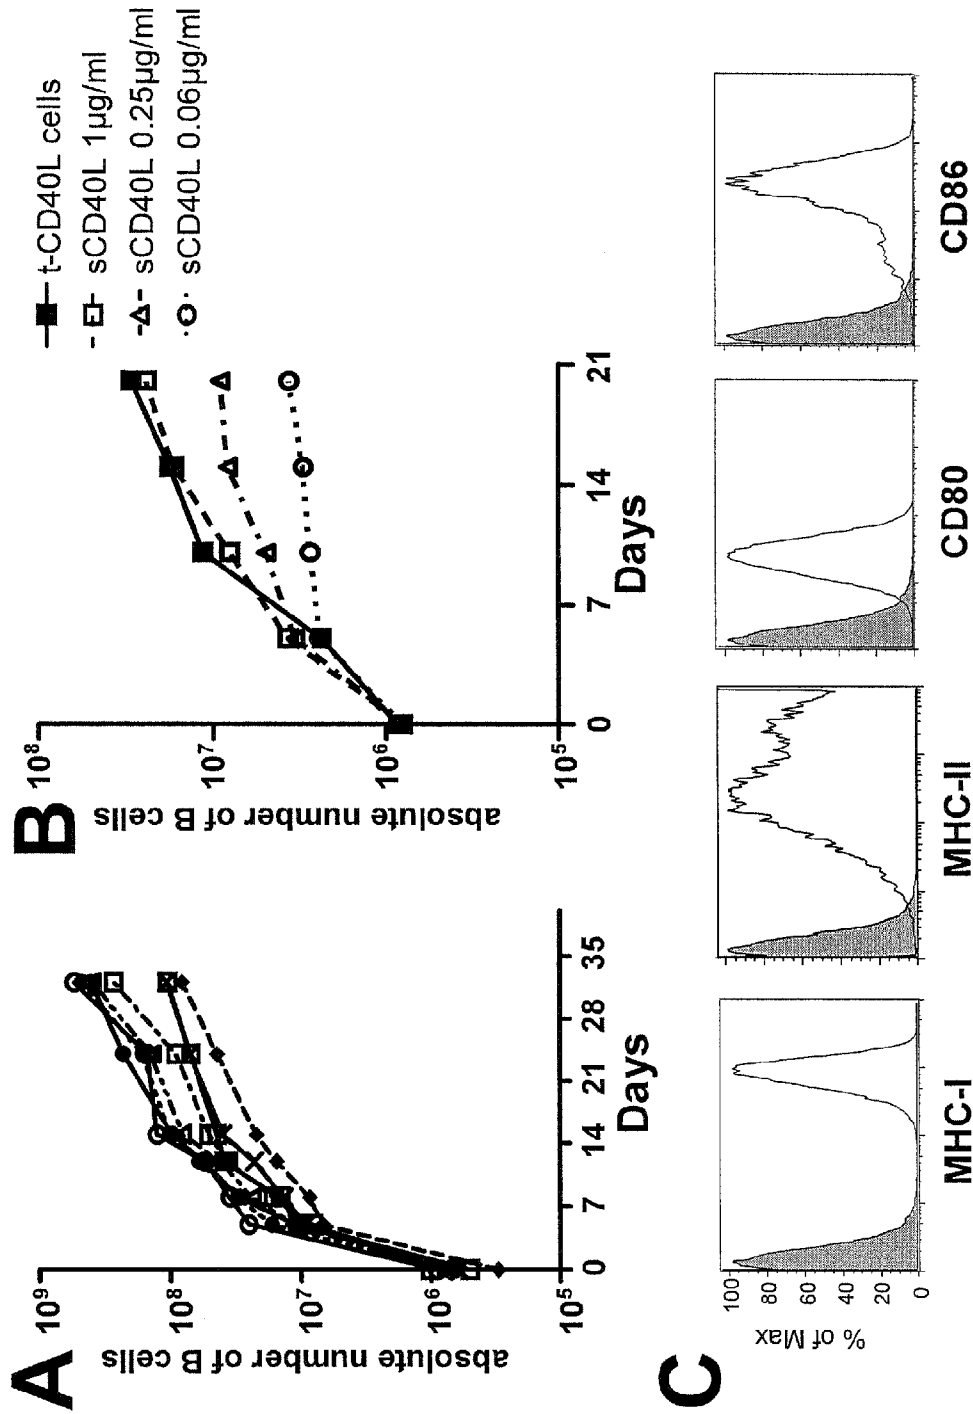 A
absolute number of B cells
10⁹
10⁸
10⁷
10⁶
10⁵
0 7 14 21 28 35
Days
B
absolute number of B cells
10⁸
10⁷
10⁶
10⁵
0 7 14 21
Days
t-CD40L cells
sCD40L 1µg/ml
sCD40L 0.25µg/ml
sCD40L 0.06µg/ml
C
% of Max
100
80
60
40
20
0
MHC-I
MHC-II
CD80
CD86